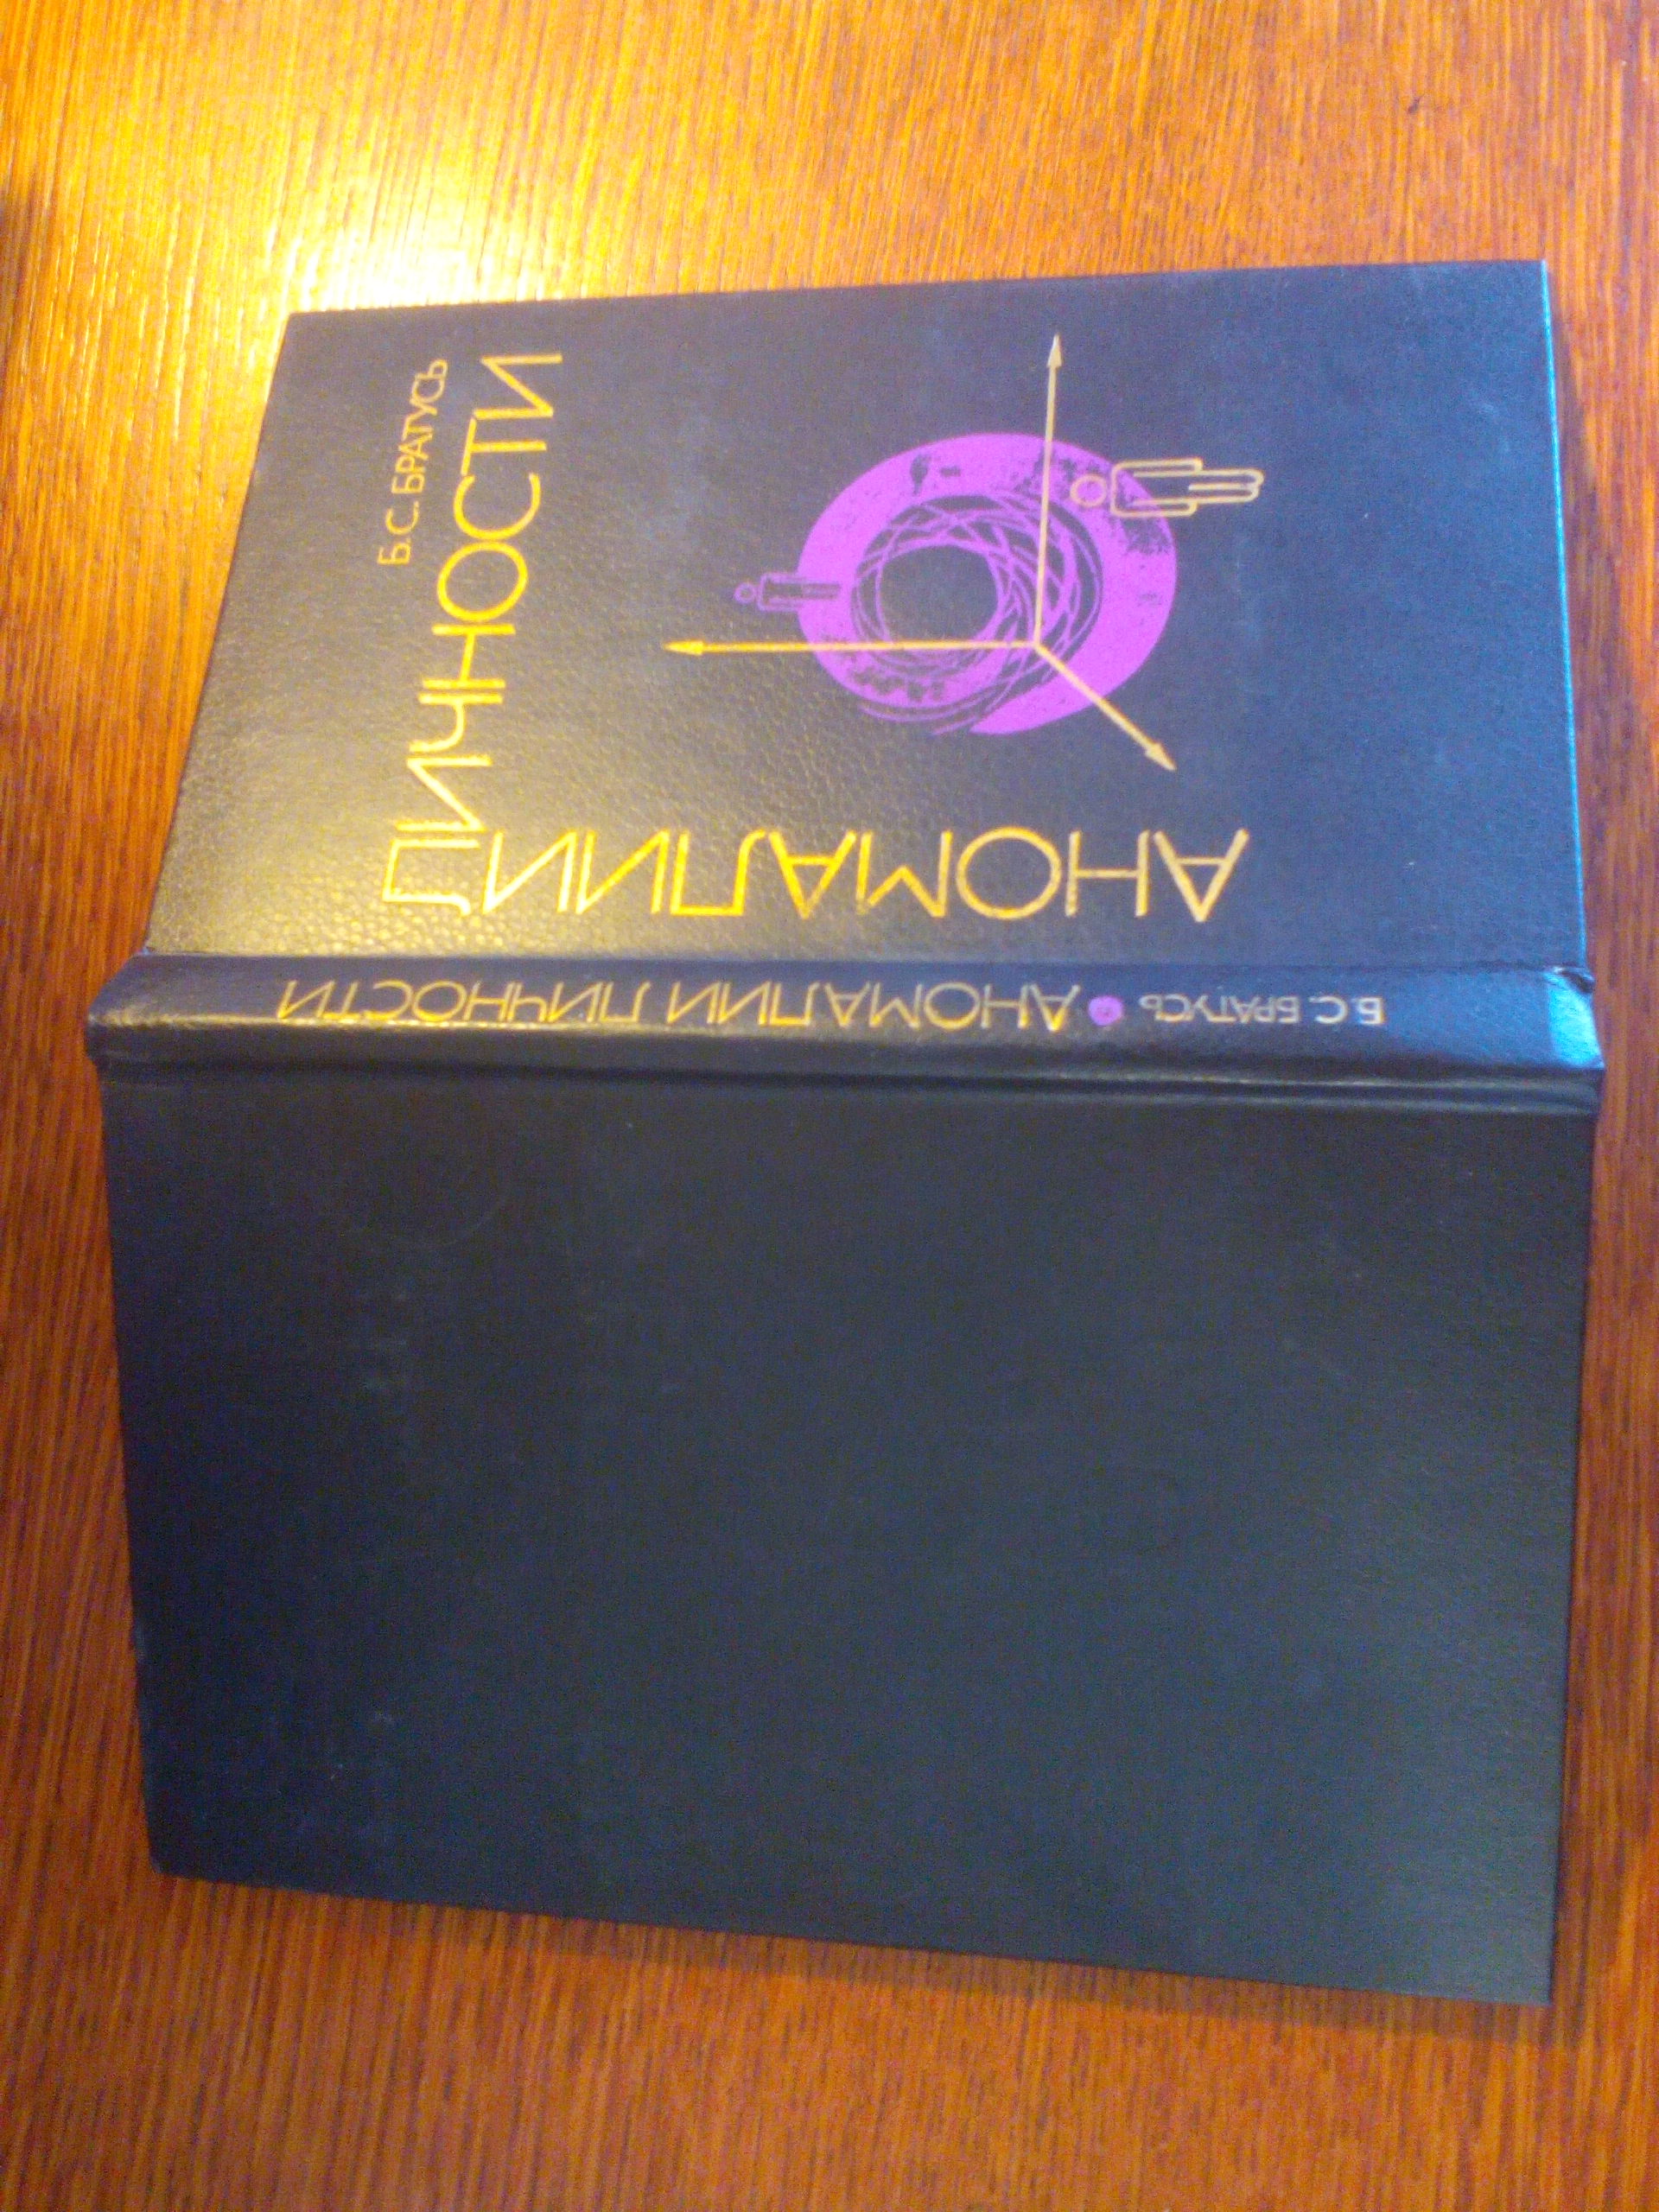 Б. С. БРАТУСЬ
АНОМАЛИИ
ЛИЧНОСТИ
Б.С. БРАТУСЬ АНОМАЛИИ ЛИЧНОСТИ